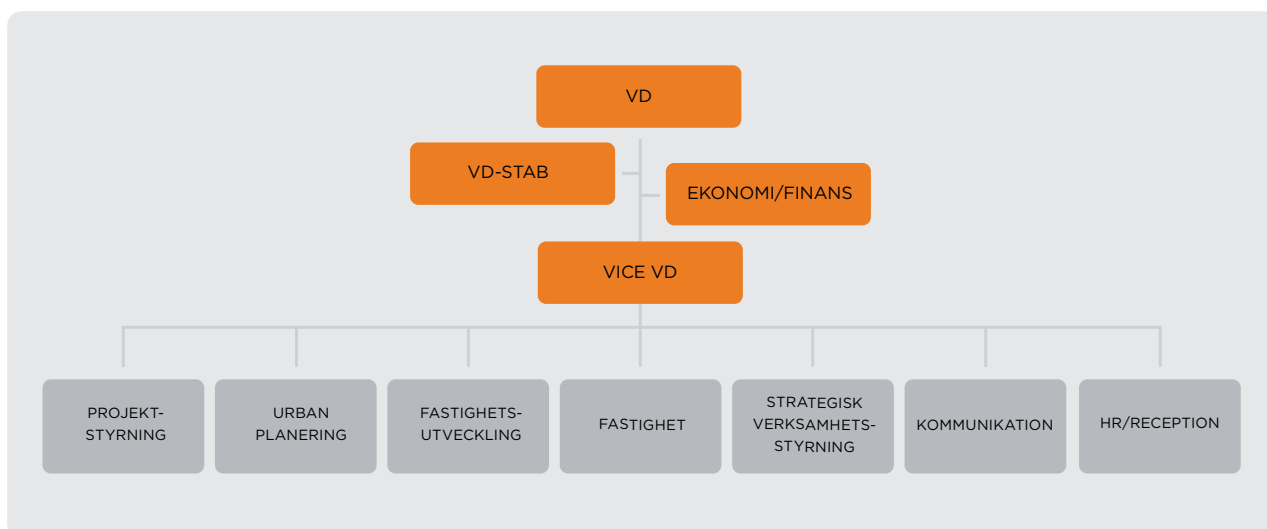 VD
VD-STAB
EKONOMI/FINANS
VICE VD
PROJEKT-
STYRNING
URBAN
PLANERING
FASTIGHETS-
UTVECKLING
FASTIGHET
STRATEGISK
VERKSAMHETS-
STYRNING
KOMMUNIKATION
HR/RECEPTION